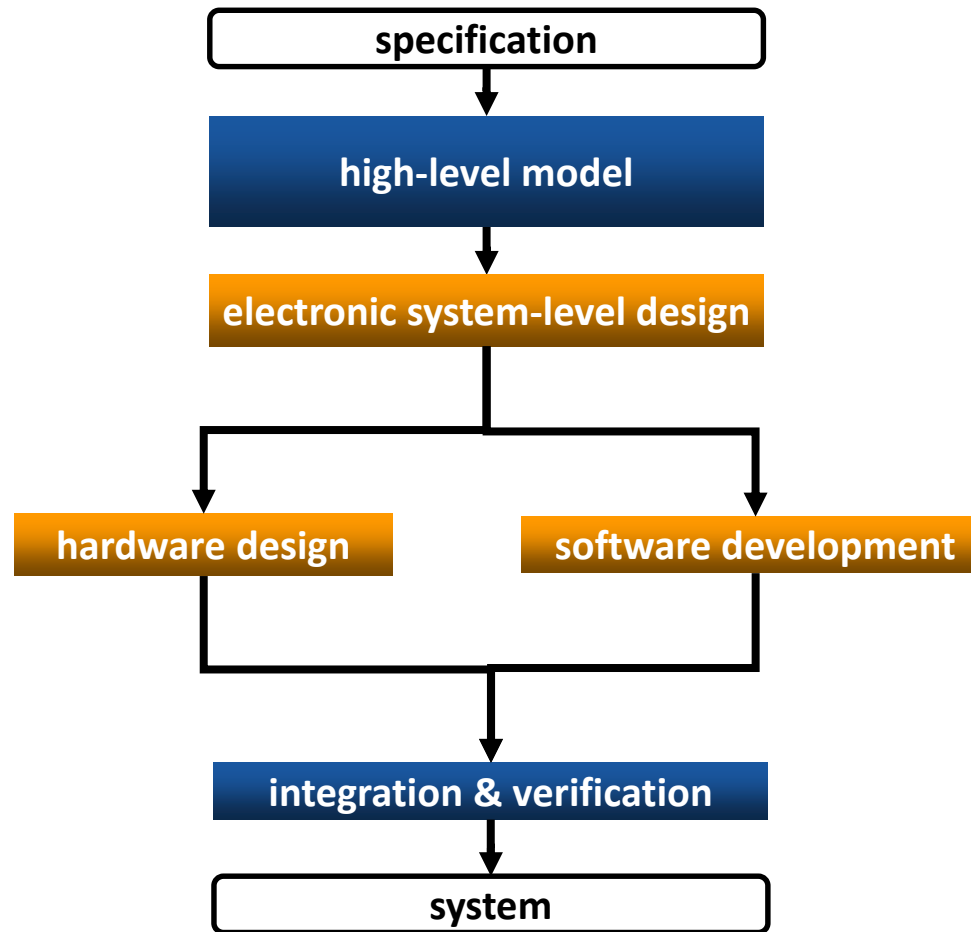 specification
high-level model
electronic system-level design
hardware design
software development
integration & verification
system